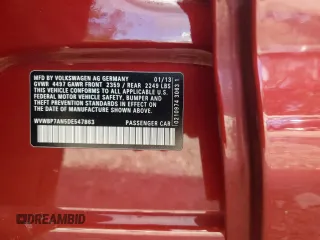 MFD BY VOLKSWAGEN AG GERMANY 01/13
GVWR 4497 GAWR FRONT 2359 / REAR 2249 LBS
THIS VEHICLE CONFORMS TO ALL APPLICABLE
FEDERAL MOTOR VEHICLE SAFETY, BUMPER AND
THEFT PREVENTION STANDARDS IN EFFECT ON THE
DATE OF MANUFACTURE SHOWN ABOVE.
WVWBP7AN5DE547863 PASSENGER CAR
DREAMBID